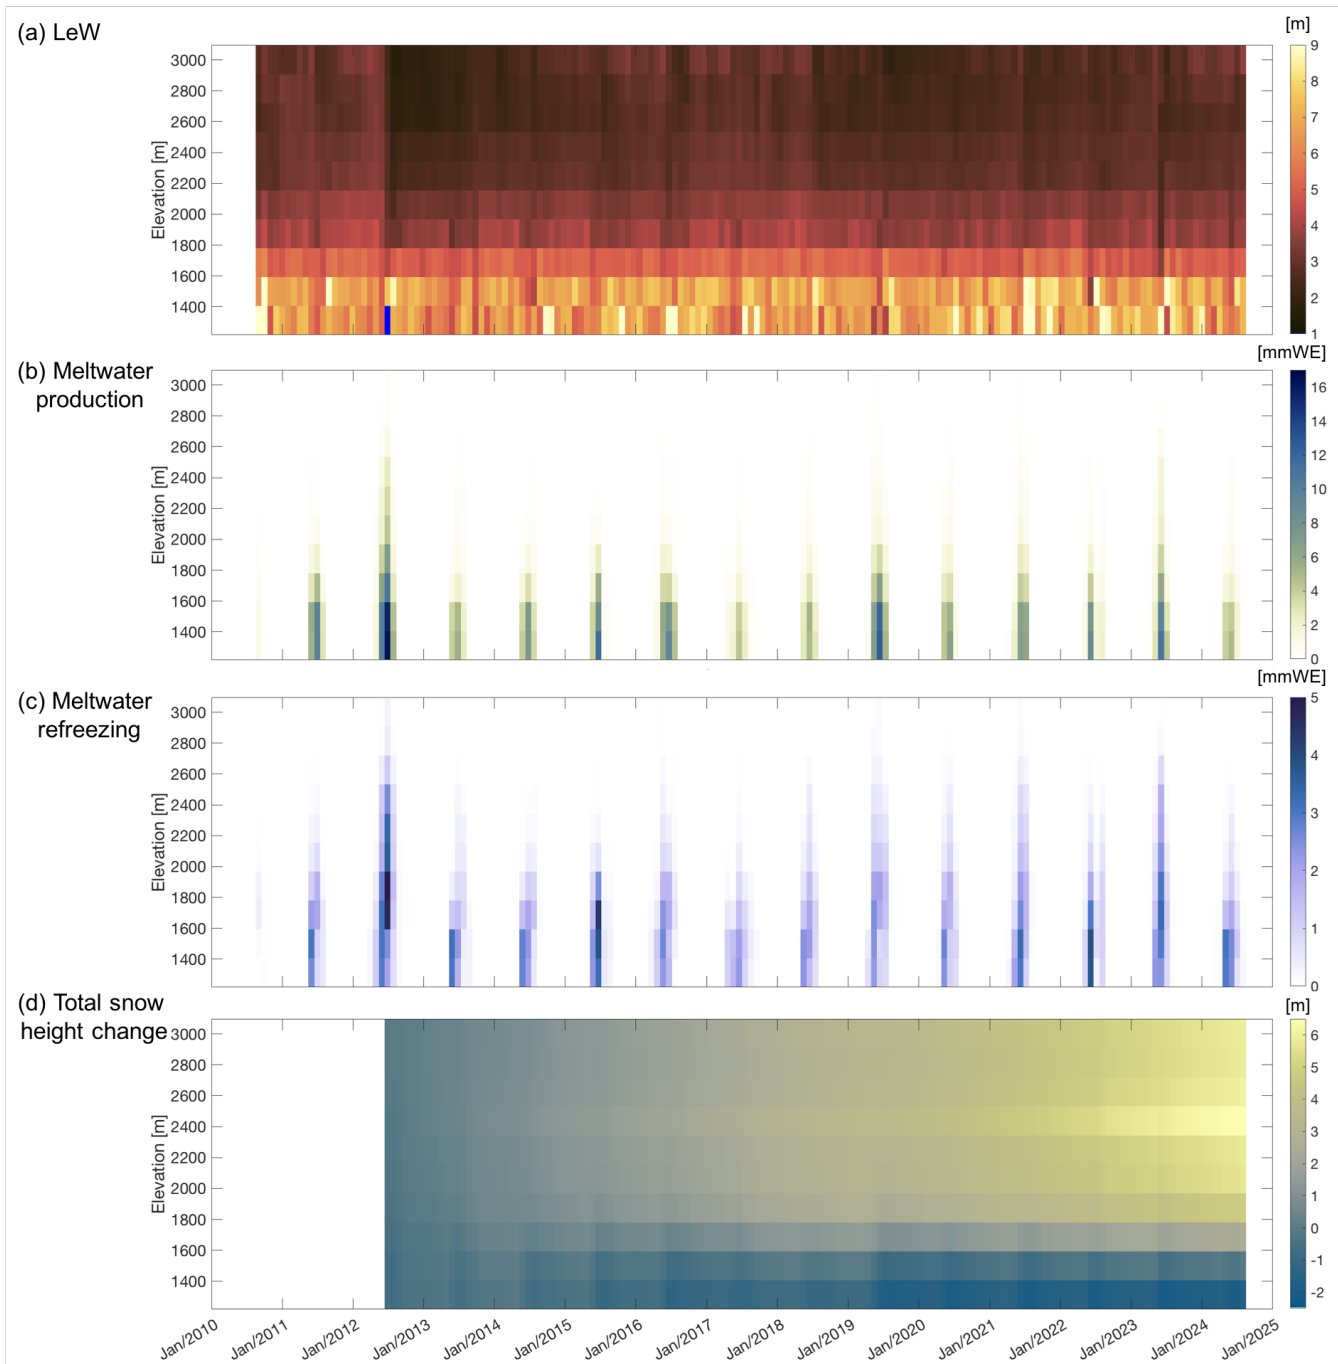 (a) LeW
[m]
Elevation [m]
3000
2800
2600
2400
2200
2000
1800
1600
1400
9
8
7
6
5
4
3
2
1
(b) Meltwater
production
[mmWE]
Elevation [m]
3000
2800
2600
2400
2200
2000
1800
1600
1400
16
14
12
10
8
6
4
2
0
(c) Meltwater
refreezing
[mmWE]
Elevation [m]
3000
2800
2600
2400
2200
2000
1800
1600
1400
5
4
3
2
1
0
(d) Total snow
height change
[m]
Elevation [m]
3000
2800
2600
2400
2200
2000
1800
1600
1400
6
5
4
3
2
1
0
-1
-2
Jan/2010
Jan/2011
Jan/2012
Jan/2013
Jan/2014
Jan/2015
Jan/2016
Jan/2017
Jan/2018
Jan/2019
Jan/2020
Jan/2021
Jan/2022
Jan/2023
Jan/2024
Jan/2025